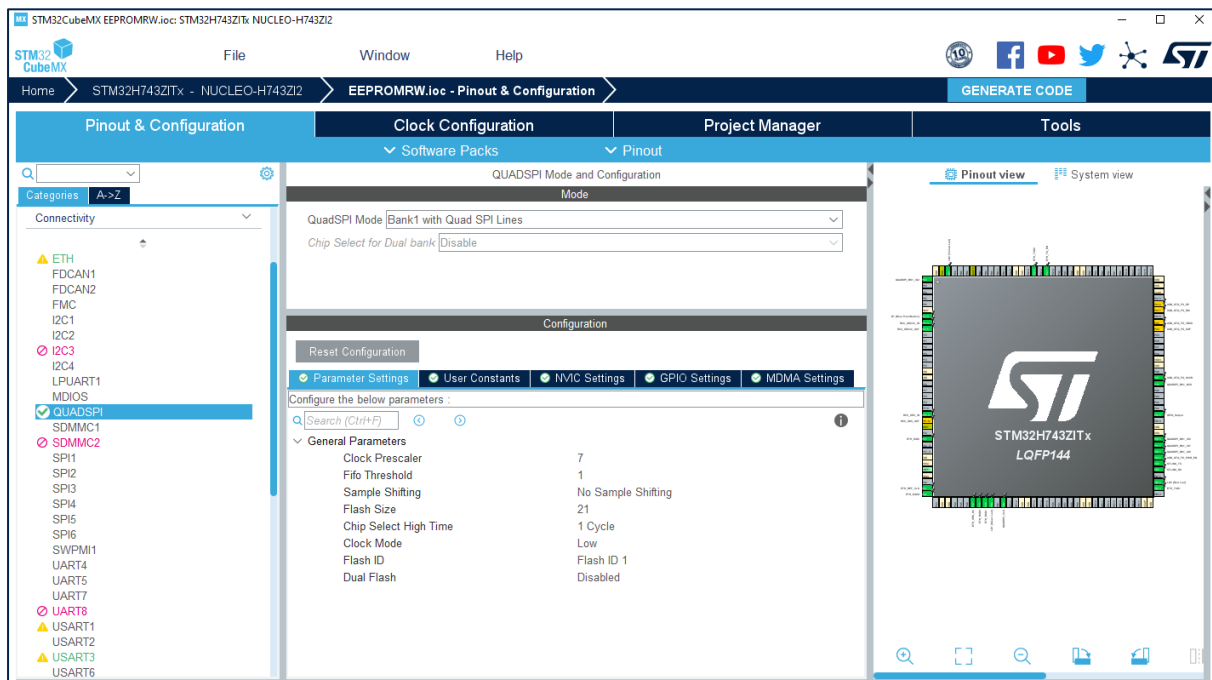 MX STM32CubeMX EEPROMRW.ioc: STM32H743ZITx NUCLEO-H743ZI2
STM32
CubeMX
File Window Help
10
Home STM32H743ZITx - NUCLEO-H743ZI2 EEPROMRW.ioc - Pinout & Configuration GENERATE CODE
Pinout & Configuration Clock Configuration Project Manager Tools
Software Packs Pinout
QUADSPI Mode and Configuration
Pinout view System view
Categories A->Z
Mode
Connectivity
QuadSPI Mode Bank1 with Quad SPI Lines
Chip Select for Dual bank Disable
ETH
FDCAN1
FDCAN2
FMC
I2C1
I2C2
I2C3
I2C4
LPUART1
MDIOS
QUADSPI
SDMMC1
SDMMC2
SPI1
SPI2
SPI3
SPI4
SPI5
SPI6
SWPMI1
UART4
UART5
UART7
UART8
USART1
USART2
USART3
USART6
Configuration
Reset Configuration
Parameter Settings User Constants NVIC Settings GPIO Settings MDMA Settings
Configure the below parameters :
Search (Ctrl+F)
General Parameters
Clock Prescaler 7
Fifo Threshold 1
Sample Shifting No Sample Shifting
Flash Size 21
Chip Select High Time 1 Cycle
Clock Mode Low
Flash ID Flash ID 1
Dual Flash Disabled
STM32H743ZITx
LQFP144